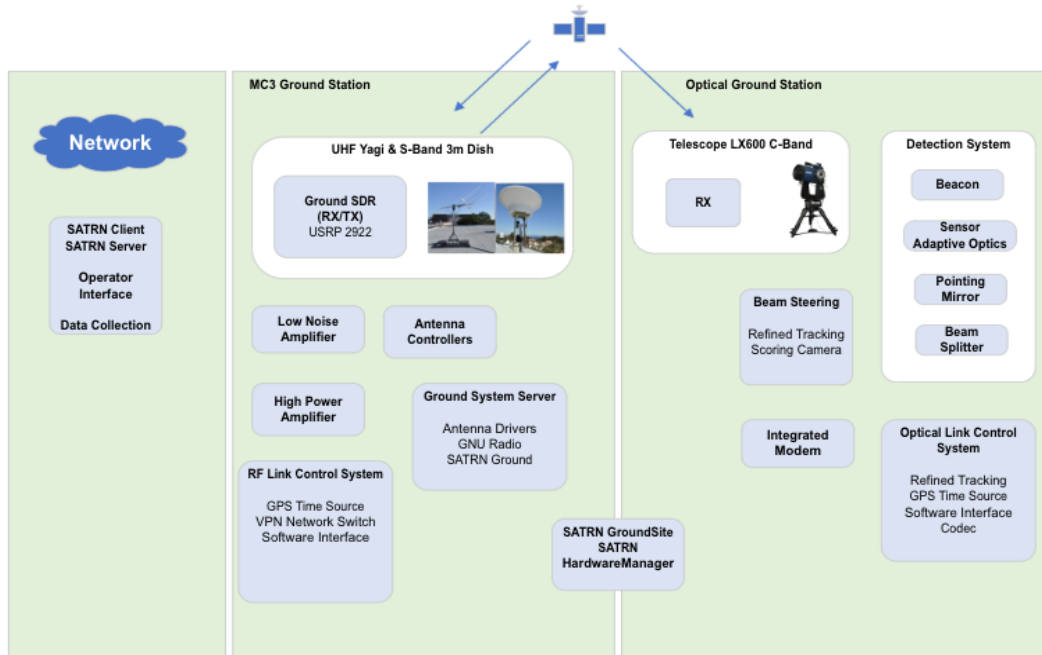 Network
SATRN Client
SATRN Server
Operator
Interface
Data Collection
MC3 Ground Station
UHF Yagi & S-Band 3m Dish
Ground SDR
(RX/TX)
USRP 2922
Low Noise
Amplifier
Antenna
Controllers
High Power
Amplifier
Ground System Server
Antenna Drivers
GNU Radio
SATRN Ground
RF Link Control System
GPS Time Source
VPN Network Switch
Software Interface
SATRN GroundSite
SATRN
HardwareManager
Optical Ground Station
Telescope LX600 C-Band
RX
Detection System
Beacon
Sensor
Adaptive Optics
Pointing
Mirror
Beam
Splitter
Beam Steering
Refined Tracking
Scoring Camera
Integrated
Modem
Optical Link Control
System
Refined Tracking
GPS Time Source
Software Interface
Codec